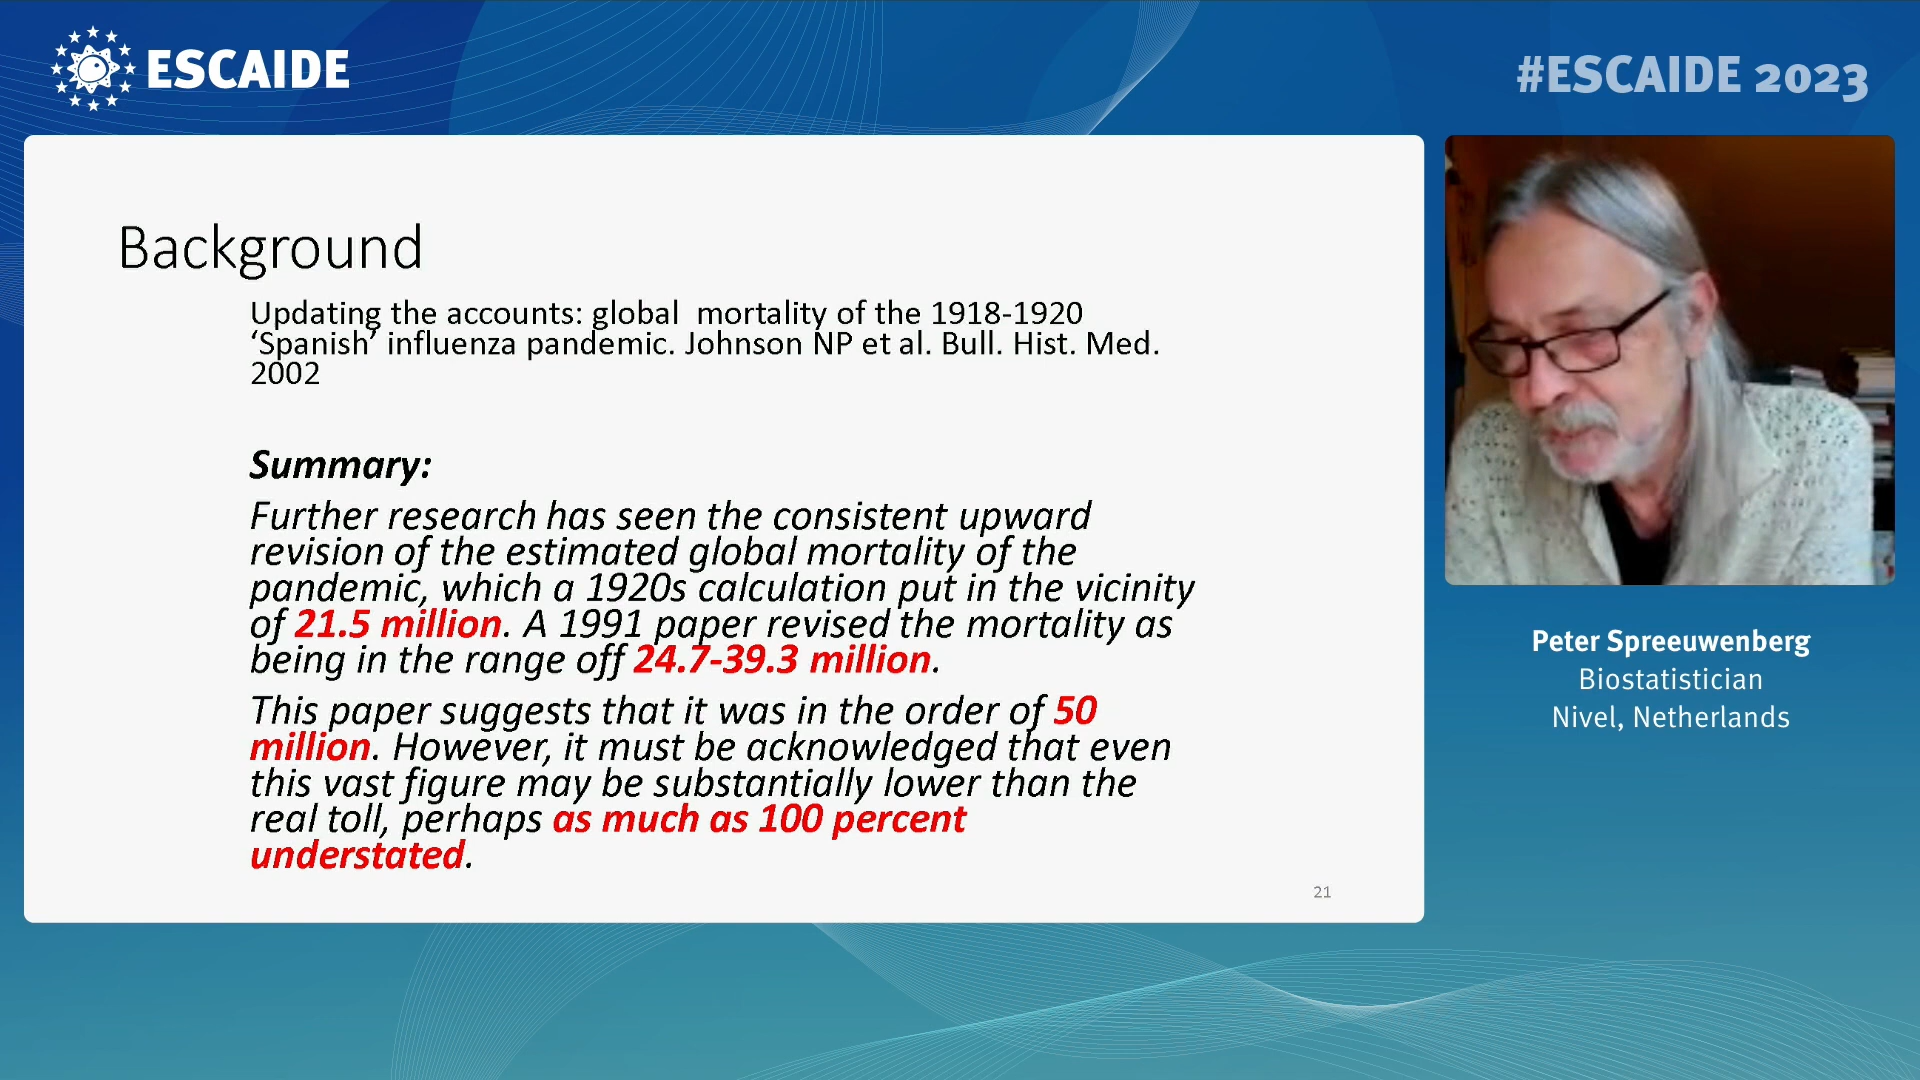 ESCAIDE
#ESCAIDE 2023
Background
Updating the accounts: global  mortality of the 1918-1920
‘Spanish’ influenza pandemic. Johnson NP et al. Bull. Hist. Med.
2002
Summary:
Further research has seen the consistent upward
revision of the estimated global mortality of the
pandemic, which a 1920s calculation put in the vicinity
of 21.5 million. A 1991 paper revised the mortality as
being in the range off 24.7-39.3 million.
This paper suggests that it was in the order of 50
million. However, it must be acknowledged that even
this vast figure may be substantially lower than the
real toll, perhaps as much as 100 percent
understated.
21
Peter Spreeuwenberg
Biostatistician
Nivel, Netherlands